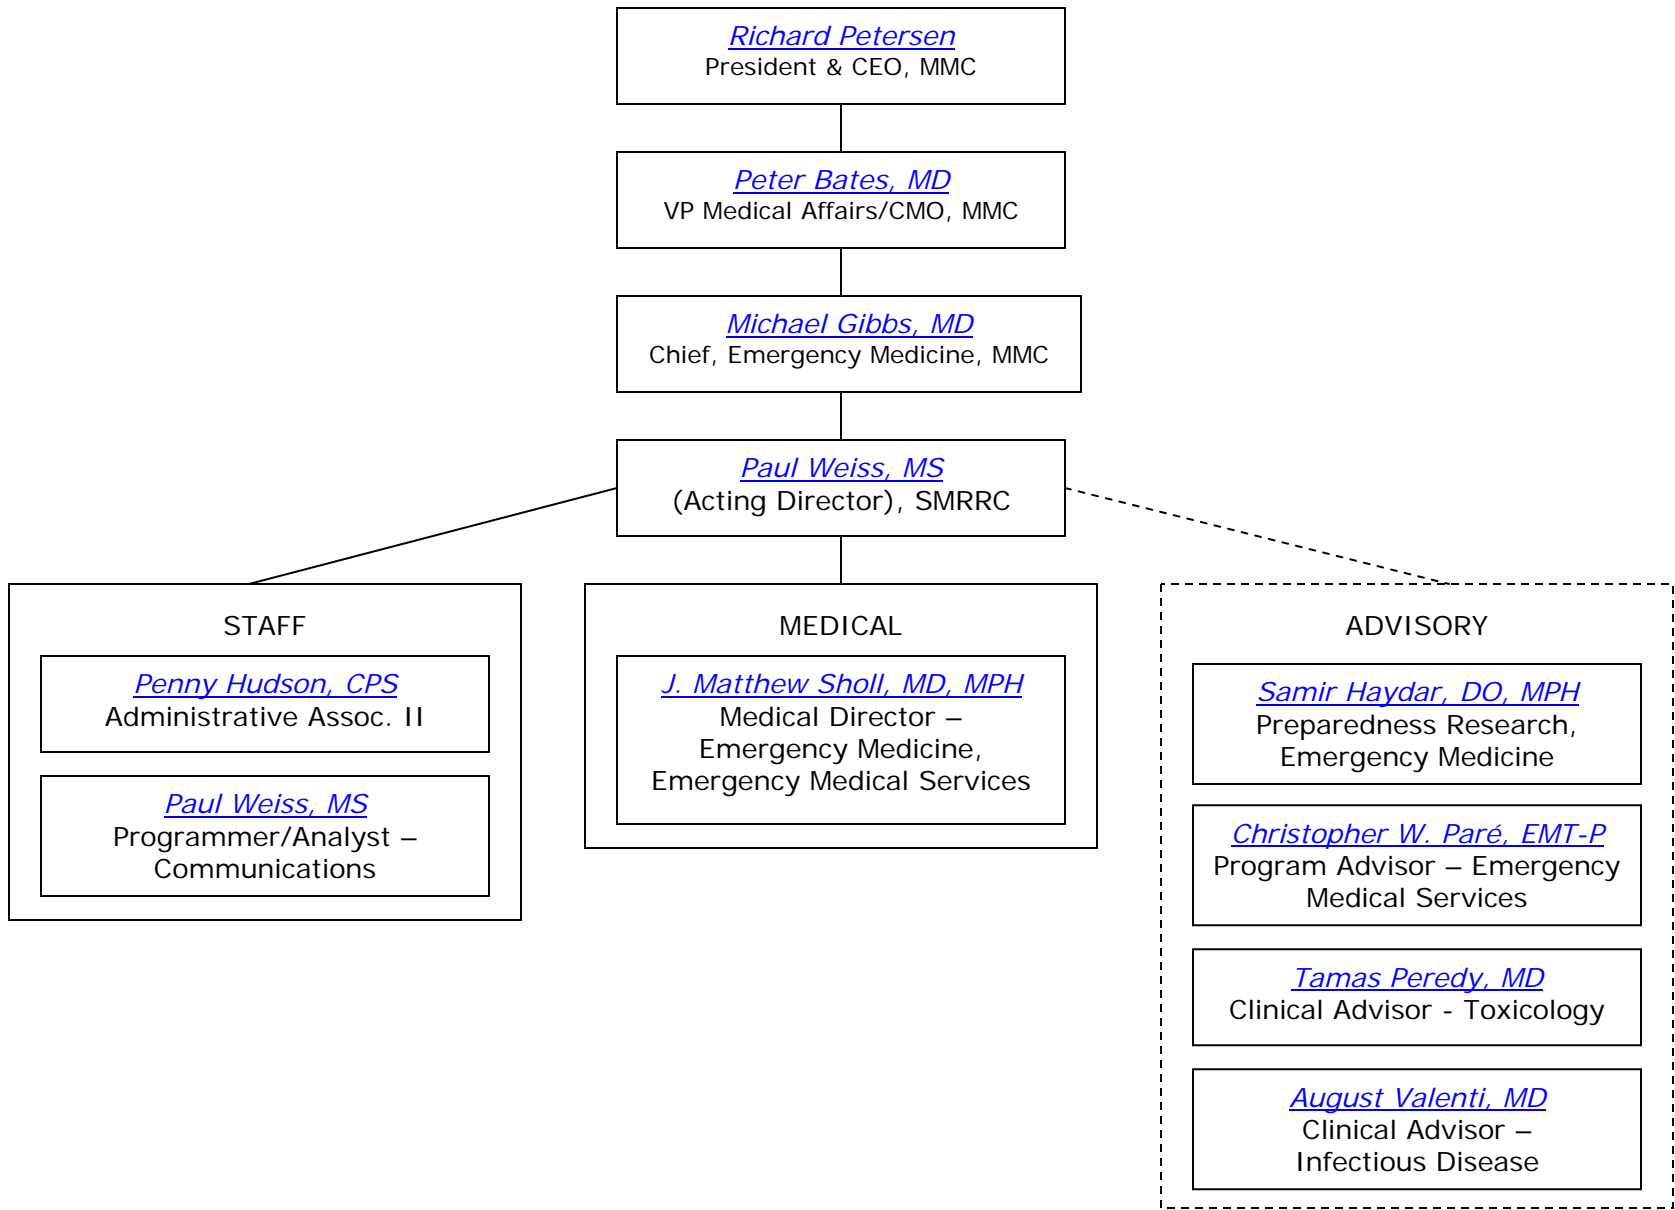 Richard Petersen
President & CEO, MMC
Peter Bates, MD
VP Medical Affairs/CMO, MMC
Michael Gibbs, MD
Chief, Emergency Medicine, MMC
Paul Weiss, MS
(Acting Director), SMRRC
STAFF
Penny Hudson, CPS
Administrative Assoc. II
Paul Weiss, MS
Programmer/Analyst –
Communications
MEDICAL
J. Matthew Sholl, MD, MPH
Medical Director –
Emergency Medicine,
Emergency Medical Services
ADVISORY
Samir Haydar, DO, MPH
Preparedness Research,
Emergency Medicine
Christopher W. Paré, EMT-P
Program Advisor – Emergency
Medical Services
Tamas Peredy, MD
Clinical Advisor - Toxicology
August Valenti, MD
Clinical Advisor –
Infectious Disease